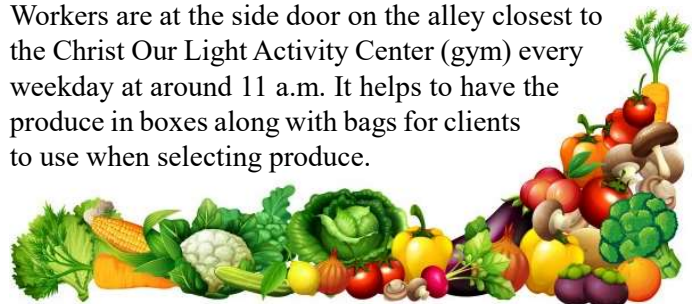 Workers are at the side door on the alley closest to
the Christ Our Light Activity Center (gym) every
weekday at around 11 a.m. It helps to have the
produce in boxes along with bags for clients
to use when selecting produce.